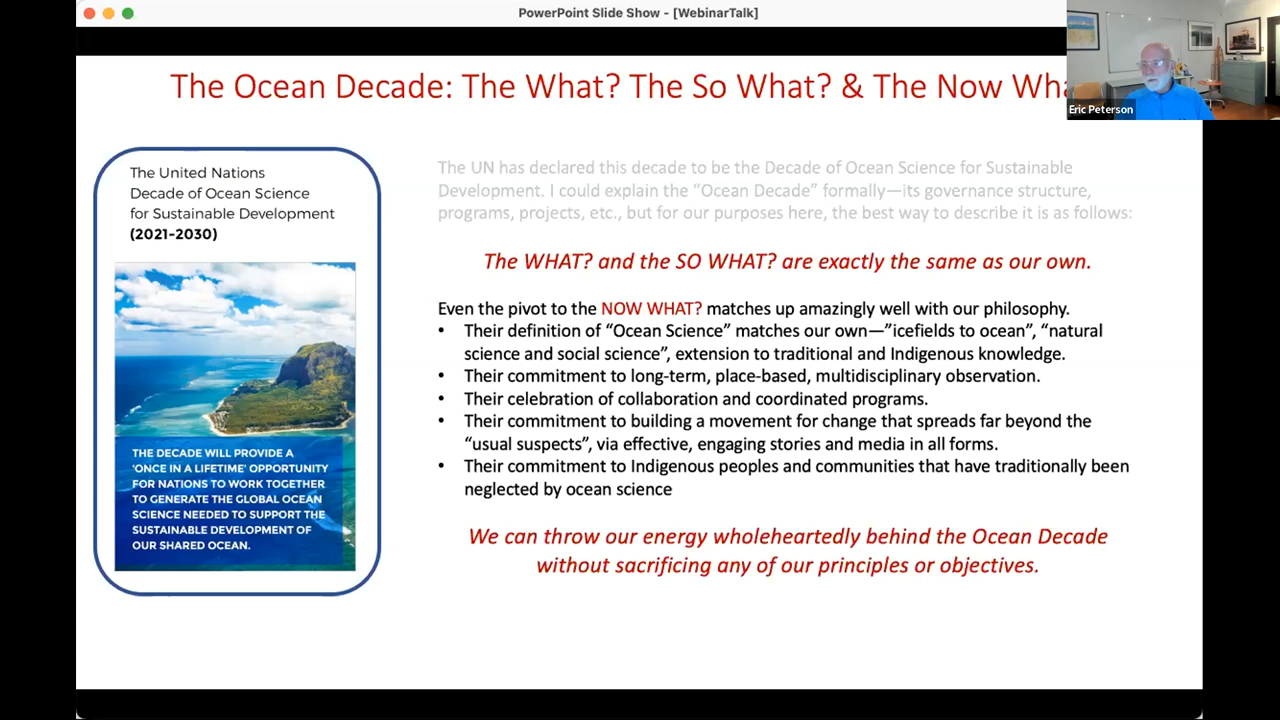 PowerPoint Slide Show - [WebinarTalk]
The Ocean Decade: The What? The So What? & The Now
Eric Peterson
The United Nations
Decade of Ocean Science
for Sustainable Development
(2021-2030)
THE DECADE WILL PROVIDE A
'ONCE IN A LIFETIME' OPPORTUNITY
FOR NATIONS TO WORK TOGETHER
TO GENERATE THE GLOBAL OCEAN
SCIENCE NEEDED TO SUPPORT THE
SUSTAINABLE DEVELOPMENT OF
OUR SHARED OCEAN.
The UN has declared this decade to be the Decade of Ocean Science for Sustainable
Development. I could explain the “Ocean Decade” formally—its governance structure,
programs, projects, etc., but for our purposes here, the best way to describe it is as follows:
The WHAT? and the SO WHAT? are exactly the same as our own.
Even the pivot to the NOW WHAT? matches up amazingly well with our philosophy.
• Their definition of “Ocean Science” matches our own—”icefields to ocean”, “natural
science and social science”, extension to traditional and Indigenous knowledge.
• Their commitment to long-term, place-based, multidisciplinary observation.
• Their celebration of collaboration and coordinated programs.
• Their commitment to building a movement for change that spreads far beyond the
“usual suspects”, via effective, engaging stories and media in all forms.
• Their commitment to Indigenous peoples and communities that have traditionally been
neglected by ocean science
We can throw our energy wholeheartedly behind the Ocean Decade
without sacrificing any of our principles or objectives.